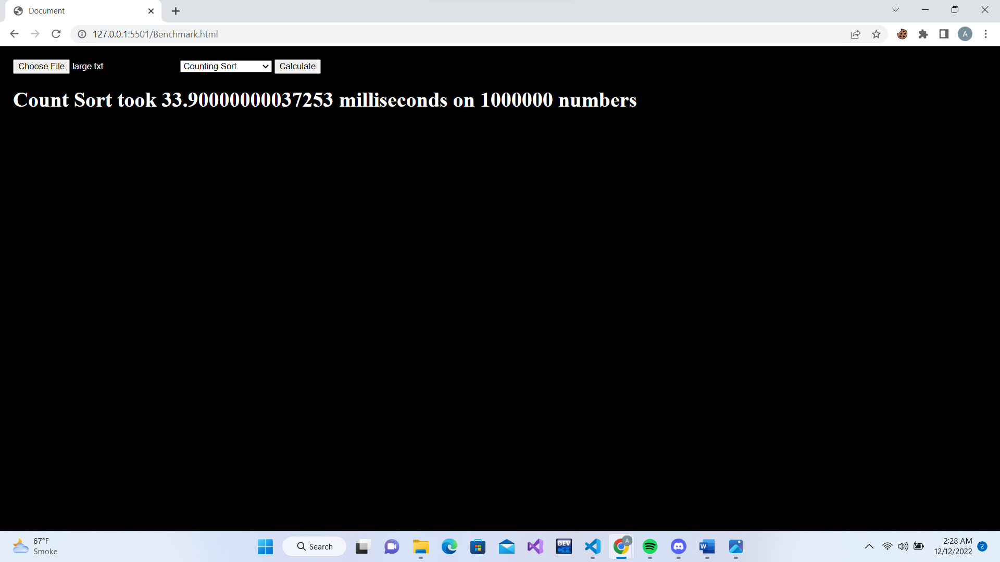 Document
127.0.0.1:5501/Benchmark.html
A
Choose File large.txt Counting Sort Calculate
Count Sort took 33.90000000037253 milliseconds on 1000000 numbers
67°F
Smoke
Search
DEV
C++
A
W
2:28 AM
12/12/2022
2